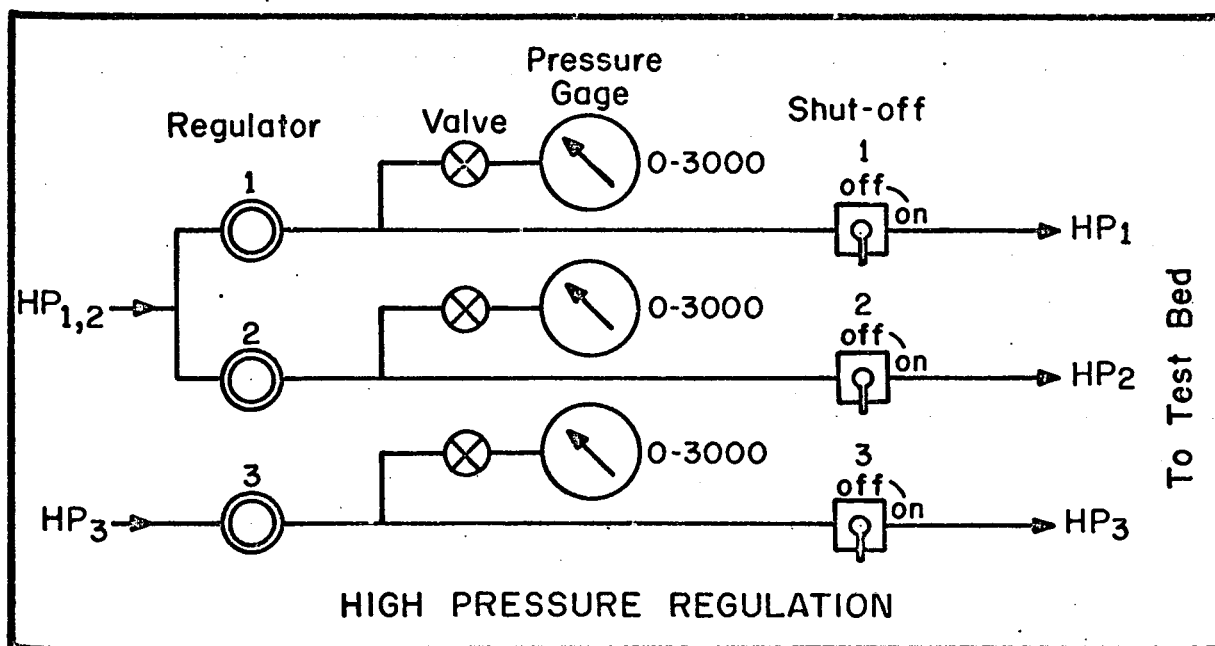 Pressure
Gage
Regulator
Valve
Shut-off
1
1
off
on
0-3000
HP1
HP1,2
2
2
off
on
0-3000
HP2
3
3
off
on
0-3000
HP3
HP3
To Test Bed
HIGH PRESSURE REGULATION